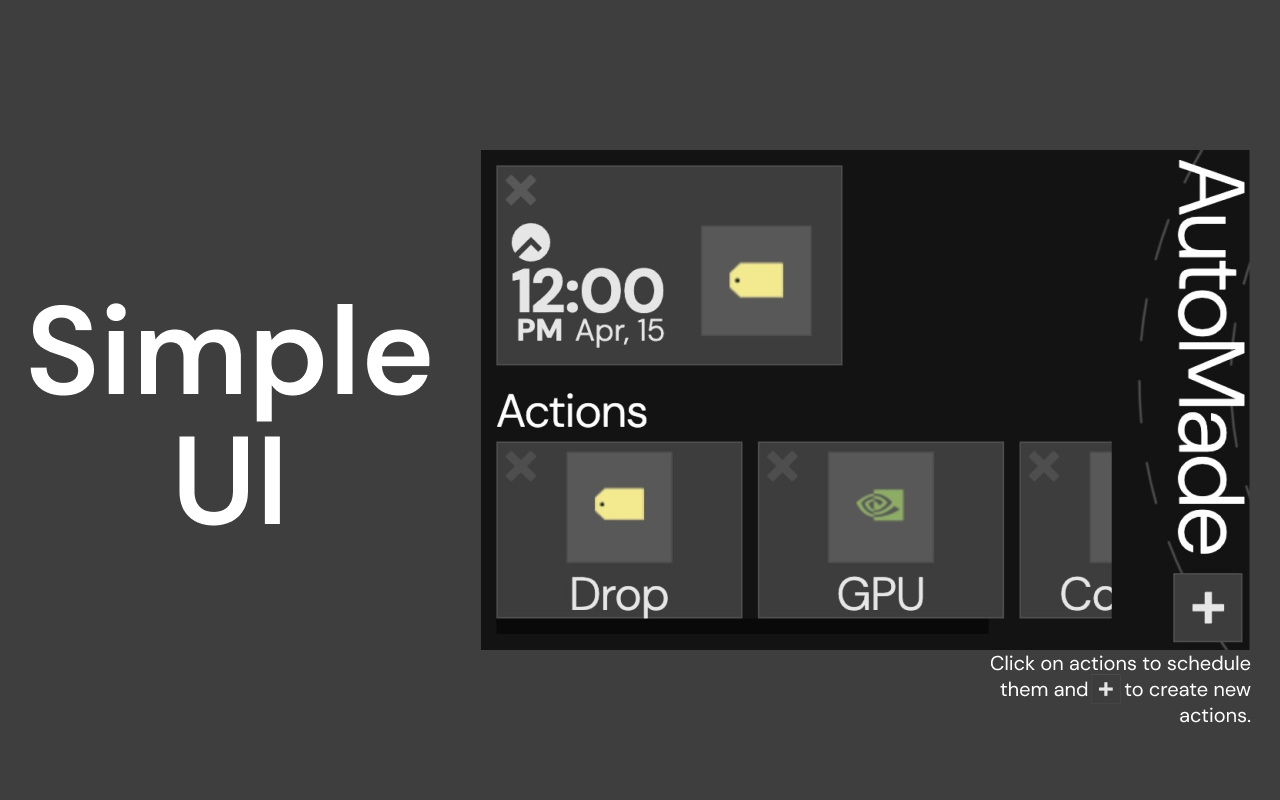 Simple
UI
12:00
PM Apr, 15
Actions
Drop
GPU
Co
AutoMade
+
Click on actions to schedule
them and + to create new
actions.